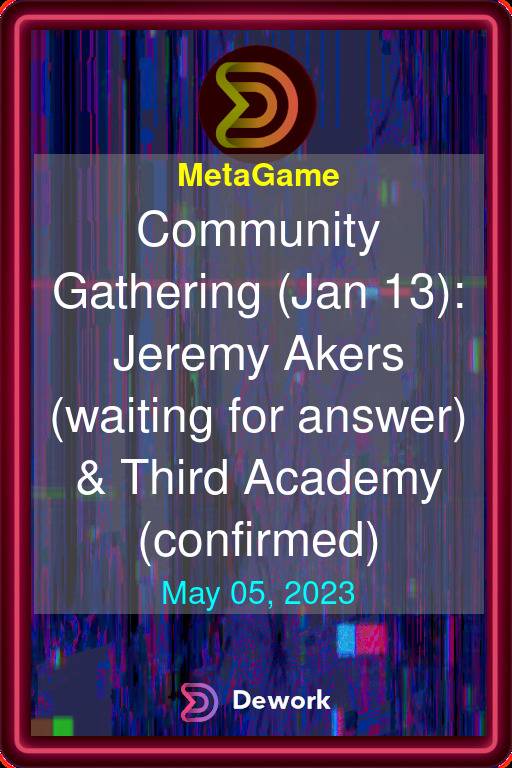 MetaGame
Community
Gathering (Jan 13):
Jeremy Akers
(waiting for answer)
& Third Academy
(confirmed)
May 05, 2023
Dework